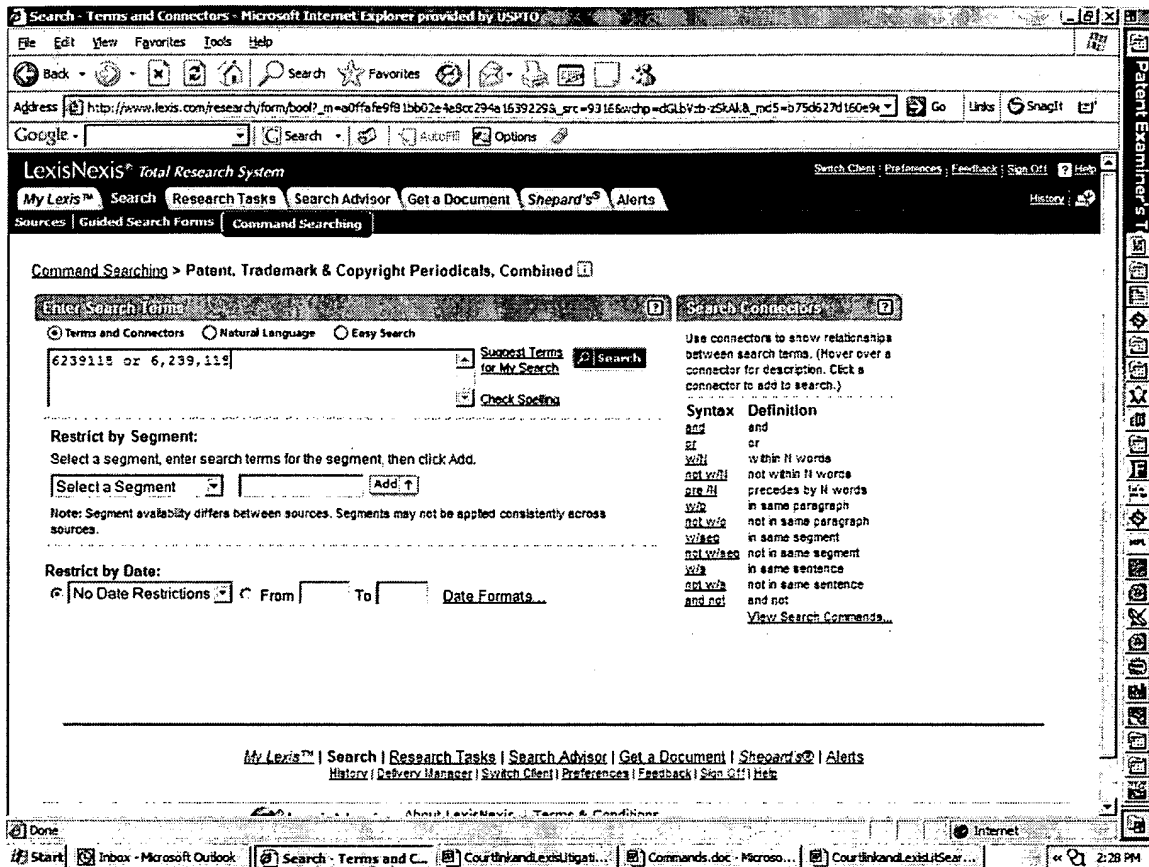 Search - Terms and Connectors - Microsoft Internet Explorer provided by USPTO
File Edit View Favorites Tools Help
Back Search Favorites
Address http://www.lexis.com/research/form/bool?_m= Go Links SnagIt
Google - Search AutoFill Options
LexisNexis® Total Research System
Switch Client | Preferences | Feedback | Sign Off | ? Help
My Lexis™ Search Research Tasks Search Advisor Get a Document Shepard's® Alerts
History
Sources | Guided Search Forms | Command Searching
Command Searching > Patent, Trademark & Copyright Periodicals, Combined i
Enter Search Terms ?
Terms and Connectors Natural Language Easy Search
6239115 or 6,239,115
Suggest Terms
for My Search
Search
Check Spelling
Restrict by Segment:
Select a segment, enter search terms for the segment, then click Add.
Select a Segment Add
Note: Segment availability differs between sources. Segments may not be applied consistently across
sources.
Restrict by Date:
No Date Restrictions From To Date Formats...
Search Connectors ?
Use connectors to show relationships
between search terms. (Hover over a
connector for description. Click a
connector to add to search.)
Syntax Definition
and and
or or
w/N within N words
not w/N not within N words
pre /N precedes by N words
w/p in same paragraph
not w/p not in same paragraph
w/seg in same segment
not w/seg not in same segment
w/s in same sentence
not w/s not in same sentence
and not and not
View Search Commands...
My Lexis™ | Search | Research Tasks | Search Advisor | Get a Document | Shepard's® | Alerts
History | Delivery Manager | Switch Client | Preferences | Feedback | Sign Off | Help
About LexisNexis | Terms & Conditions
Patent Examiner's T
Done Internet
Start Inbox - Microsoft Outlook Search - Terms and C... CourtlinkandLexisLitigati... Commands.doc - Microso... CourtlinkandLexisLitSear... 2:28 PM